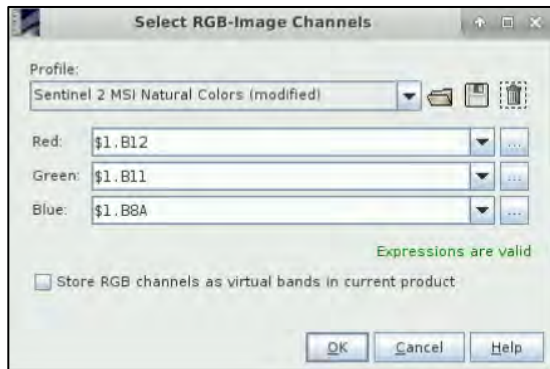 Select RGB-Image Channels
Profile:
Sentinel 2 MSI Natural Colors (modified)
Red: $1.B12 ...
Green: $1.B11 ...
Blue: $1.B8A ...
Expressions are valid
Store RGB channels as virtual bands in current product
OK Cancel Help